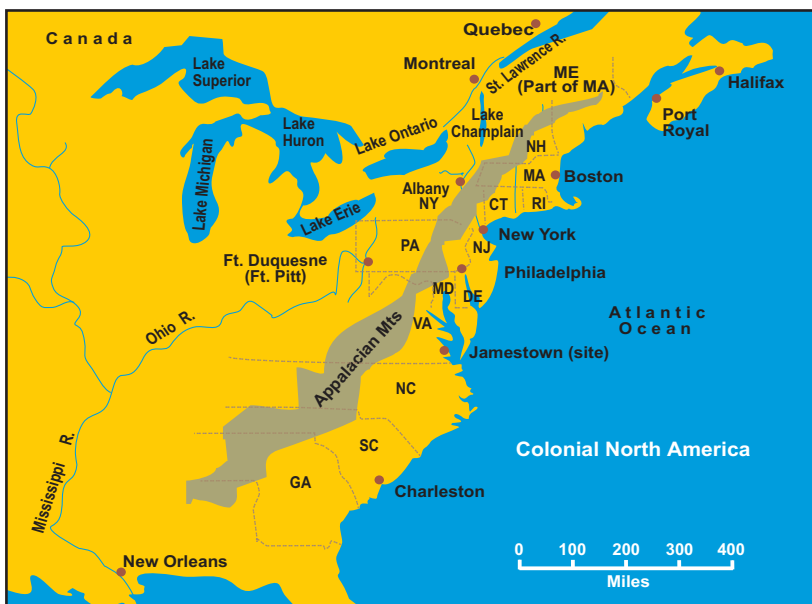 Canada
Quebec
Lake
Superior
Montreal
St. Lawrence R.
ME
(Part of MA)
Halifax
Port
Royal
Lake
Huron
Lake Ontario
Lake
Champlain
NH
Lake Michigan
MA
Boston
Albany
NY
CT
RI
Lake Erie
New York
PA
NJ
Ft. Duquesne
(Ft. Pitt)
Philadelphia
MD
DE
Atlantic
Ocean
Ohio R.
VA
Jamestown (site)
Appalacian Mts
NC
Mississippi R.
SC
Colonial North America
GA
Charleston
New Orleans
0 100 200 300 400
Miles